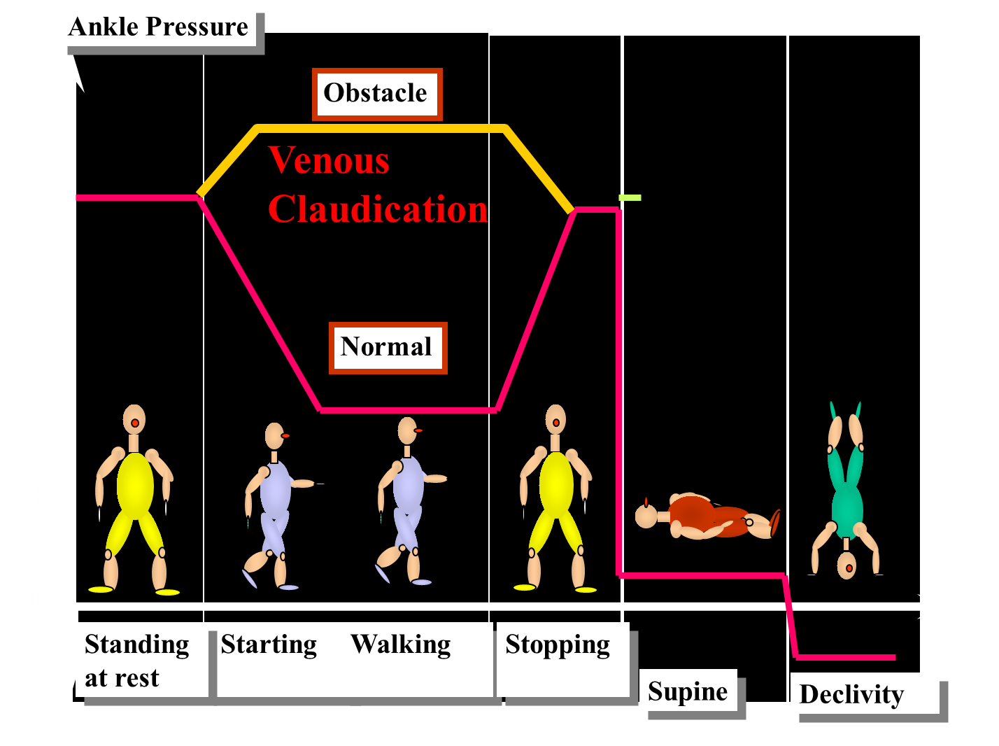 Ankle Pressure
Obstacle
Venous
Claudication
Normal
Standing
at rest
Starting
Walking
Stopping
Supine
Declivity